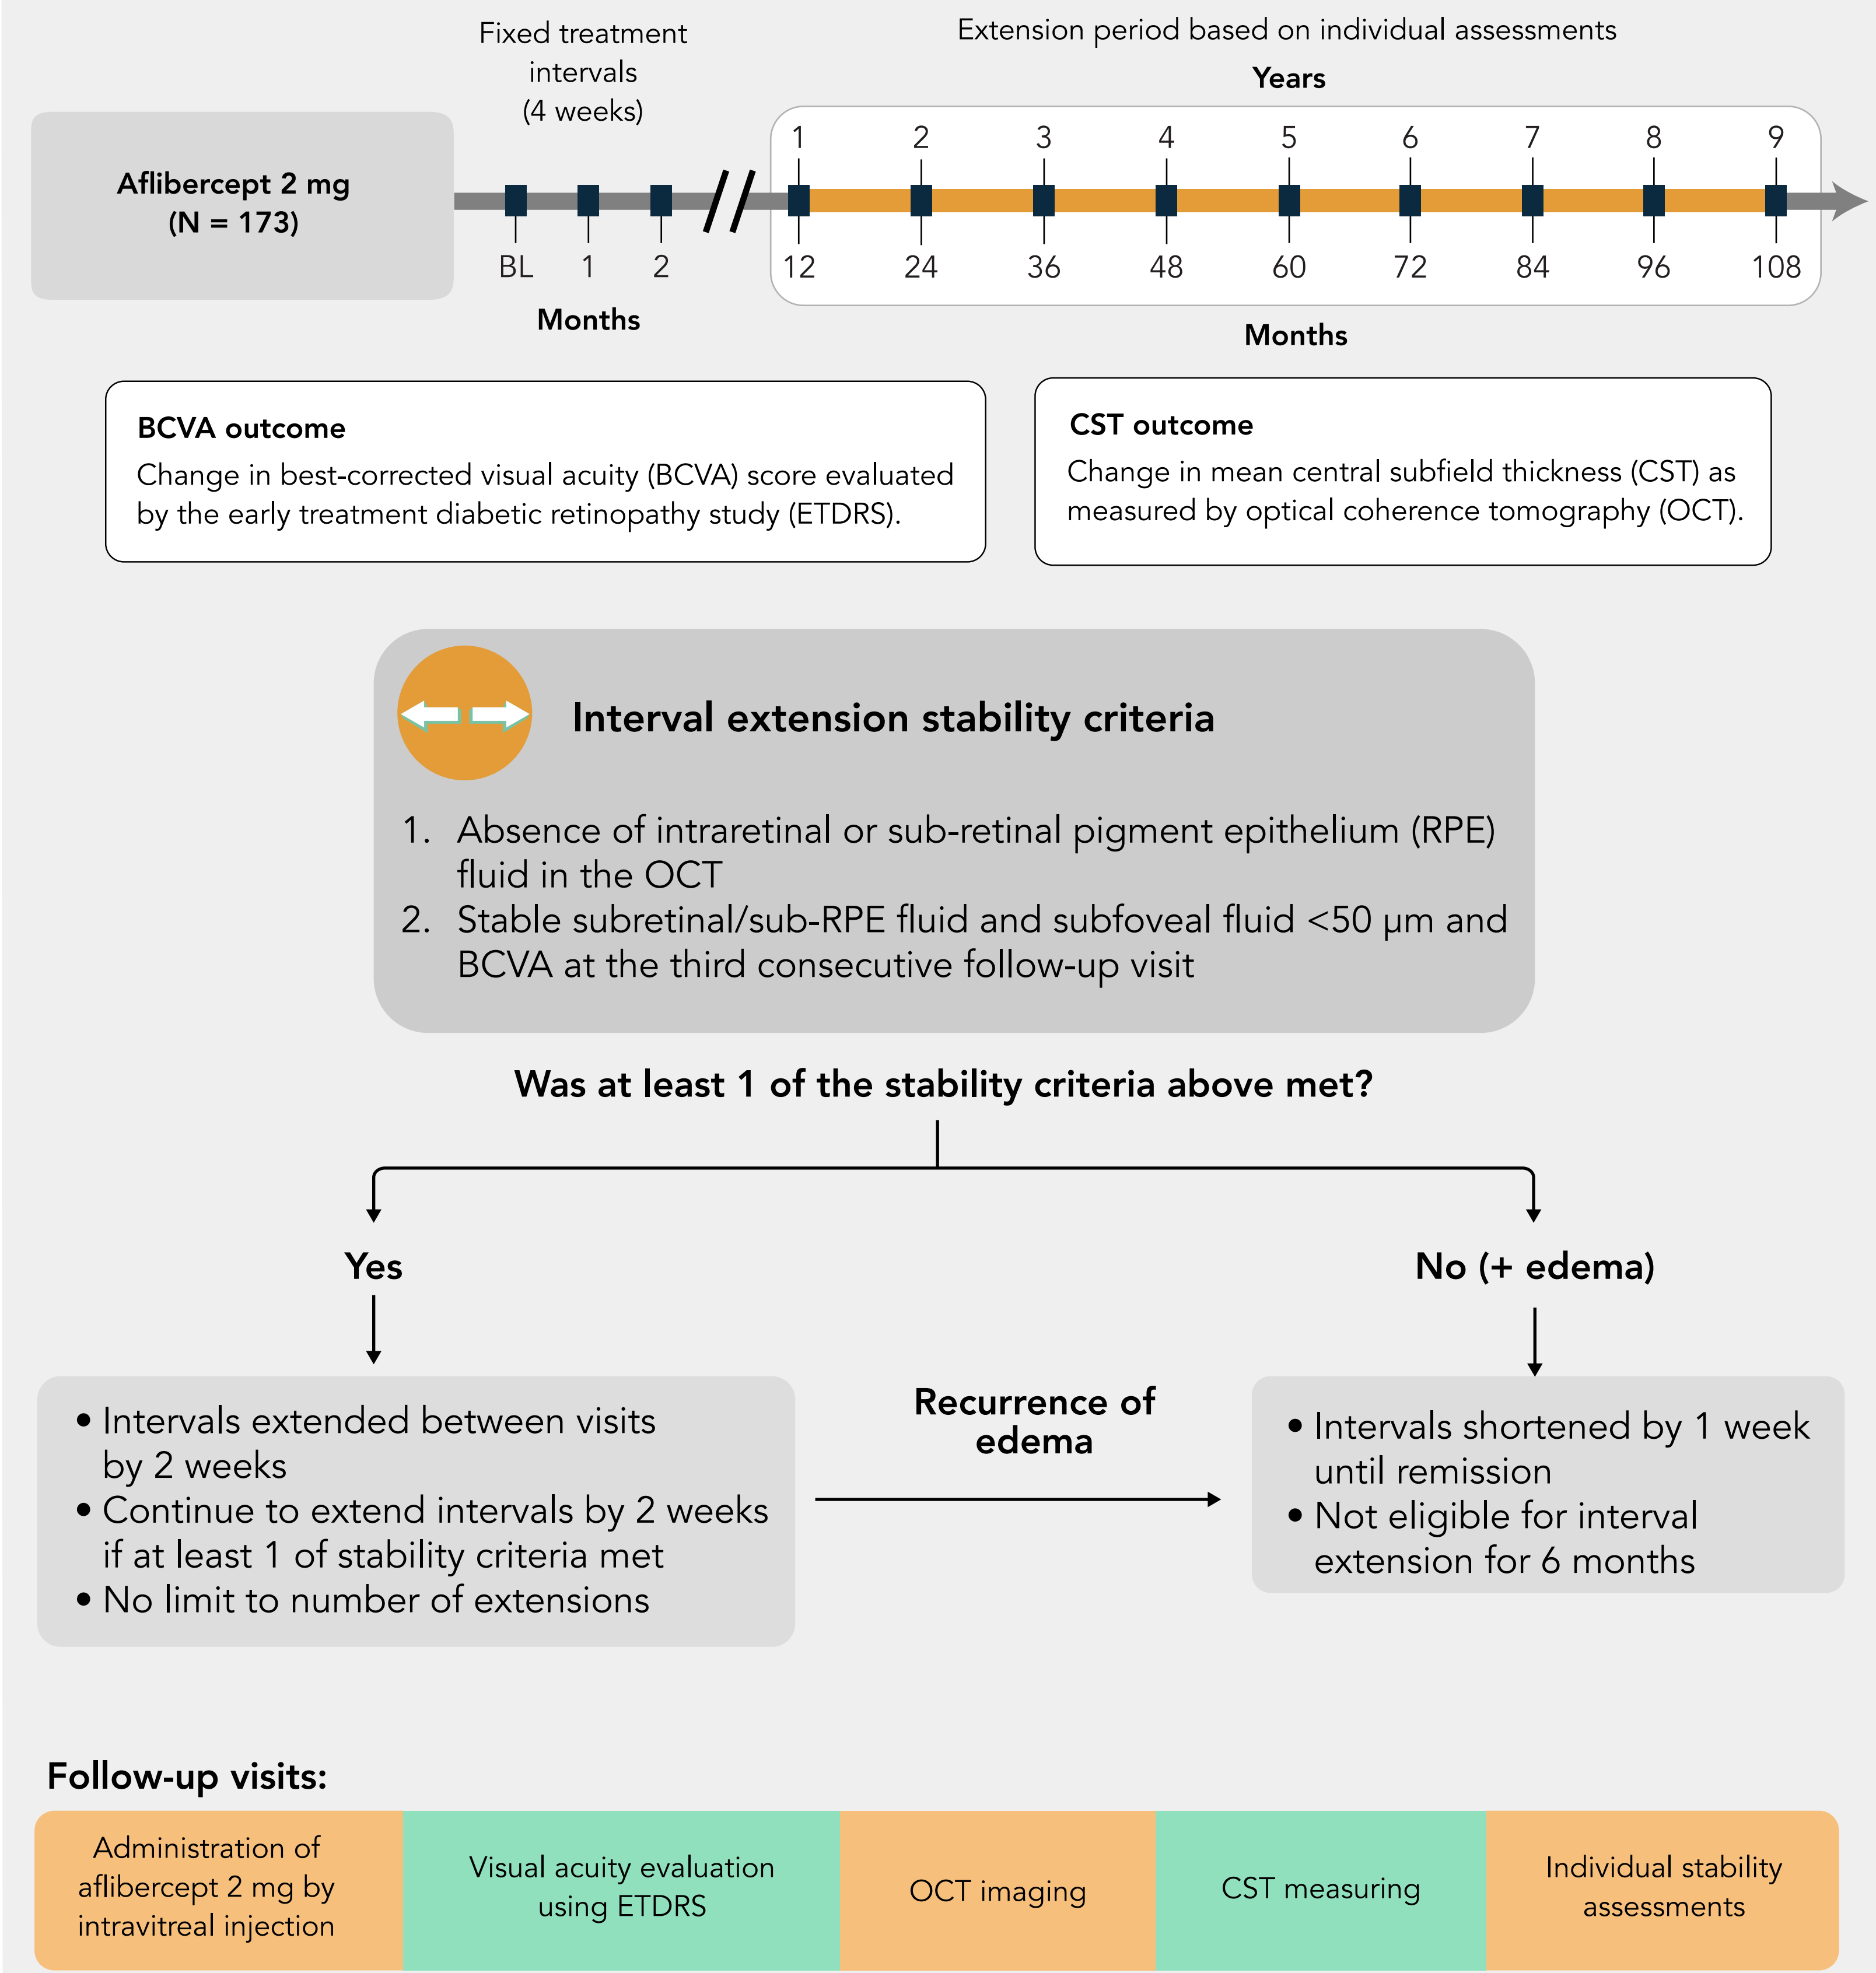 Fixed treatment
intervals
(4 weeks)
Extension period based on individual assessments
Years
Aflibercept 2 mg
(N = 173)
1 2 3 4 5 6 7 8 9
BL 1 2
12 24 36 48 60 72 84 96 108
Months
Months
BCVA outcome
Change in best-corrected visual acuity (BCVA) score evaluated
by the early treatment diabetic retinopathy study (ETDRS).
CST outcome
Change in mean central subfield thickness (CST) as
measured by optical coherence tomography (OCT).
Interval extension stability criteria
1. Absence of intraretinal or sub-retinal pigment epithelium (RPE)
fluid in the OCT
2. Stable subretinal/sub-RPE fluid and subfoveal fluid <50 µm and
BCVA at the third consecutive follow-up visit
Was at least 1 of the stability criteria above met?
Yes
No (+ edema)
• Intervals extended between visits
by 2 weeks
• Continue to extend intervals by 2 weeks
if at least 1 of stability criteria met
• No limit to number of extensions
Recurrence of
edema
• Intervals shortened by 1 week
until remission
• Not eligible for interval
extension for 6 months
Follow-up visits:
Administration of
aflibercept 2 mg by
intravitreal injection
Visual acuity evaluation
using ETDRS
OCT imaging
CST measuring
Individual stability
assessments